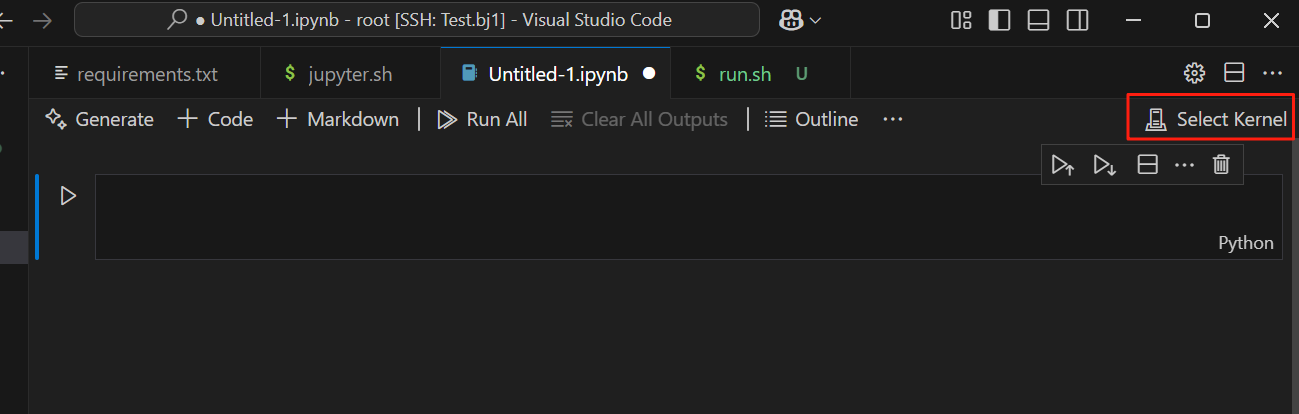 Untitled-1.ipynb - root [SSH: Test.bj1] - Visual Studio Code
requirements.txt $ jupyter.sh Untitled-1.ipynb $ run.sh U
Generate + Code + Markdown | Run All Clear All Outputs | Outline ... Select Kernel
Python